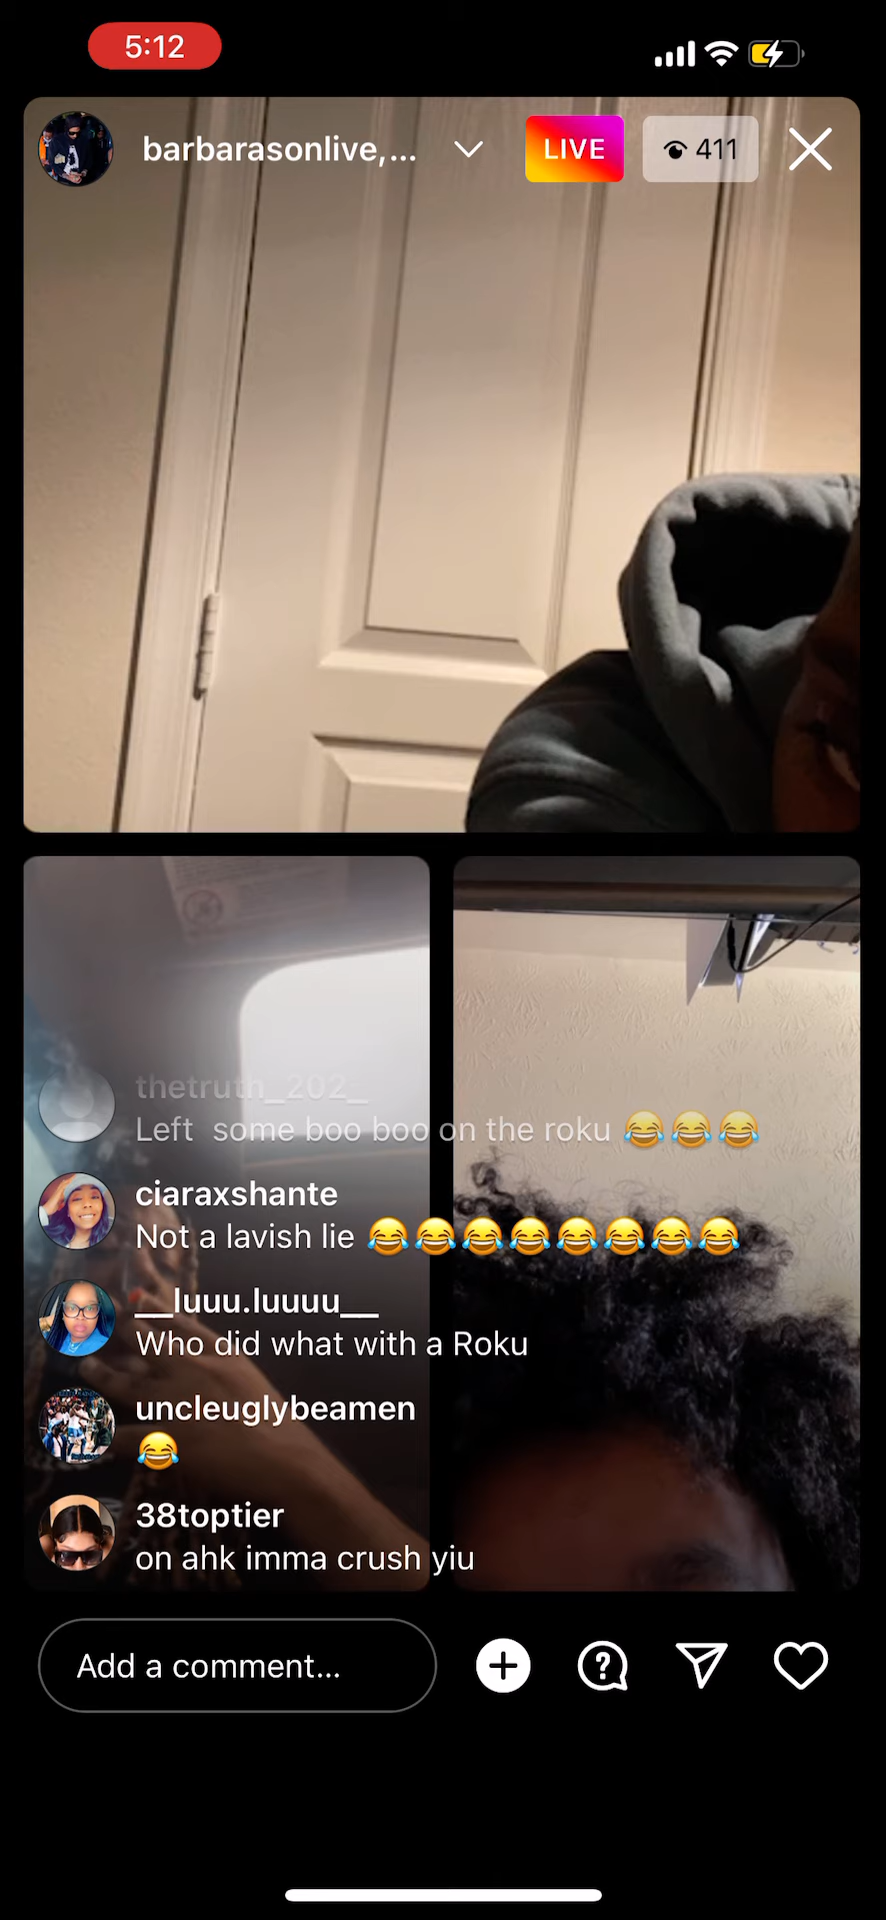 5:12
barbarasonlive,...
LIVE
411
thetruth_202_
Left some boo boo on the roku 😂😂😂
ciaraxshante
Not a lavish lie 😂😂😂😂😂😂😂😂
__luuu.luuuu__
Who did what with a Roku
uncleuglybeamen
😂
38toptier
on ahk imma crush yiu
Add a comment...